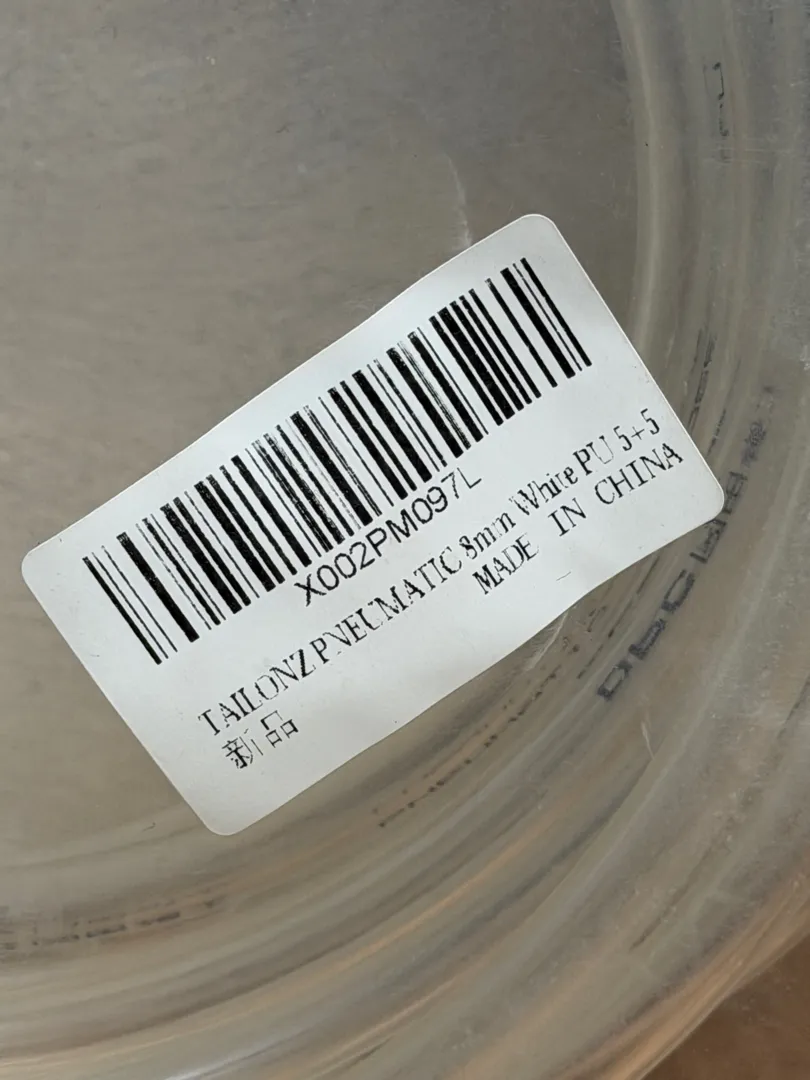 X002PM097L
TAILONZ PNEUMATIC 8mm White PU 5+5
MADE IN CHINA
新品